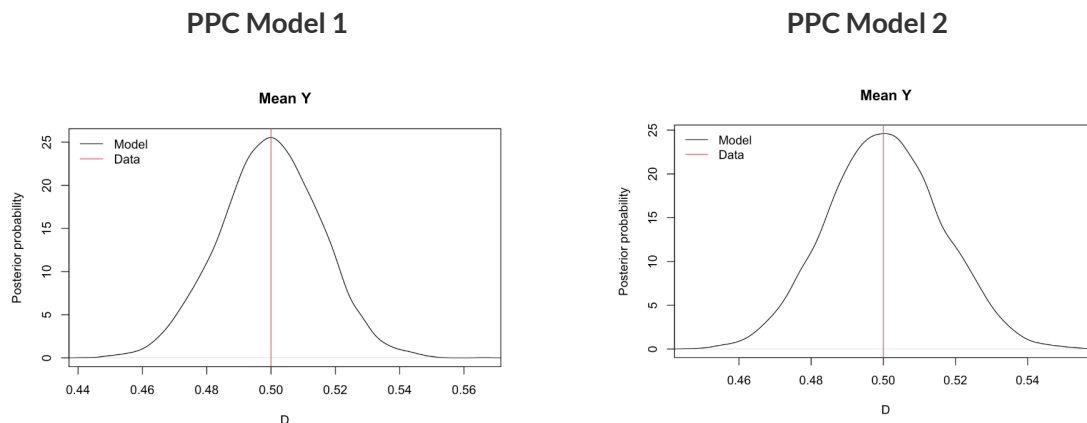 PPC Model 1
Mean Y
Model
Data
Posterior probability
25
20
15
10
5
0
0.44 0.46 0.48 0.50 0.52 0.54 0.56
D
PPC Model 2
Mean Y
Model
Data
Posterior probability
25
20
15
10
5
0
0.46 0.48 0.50 0.52 0.54
D